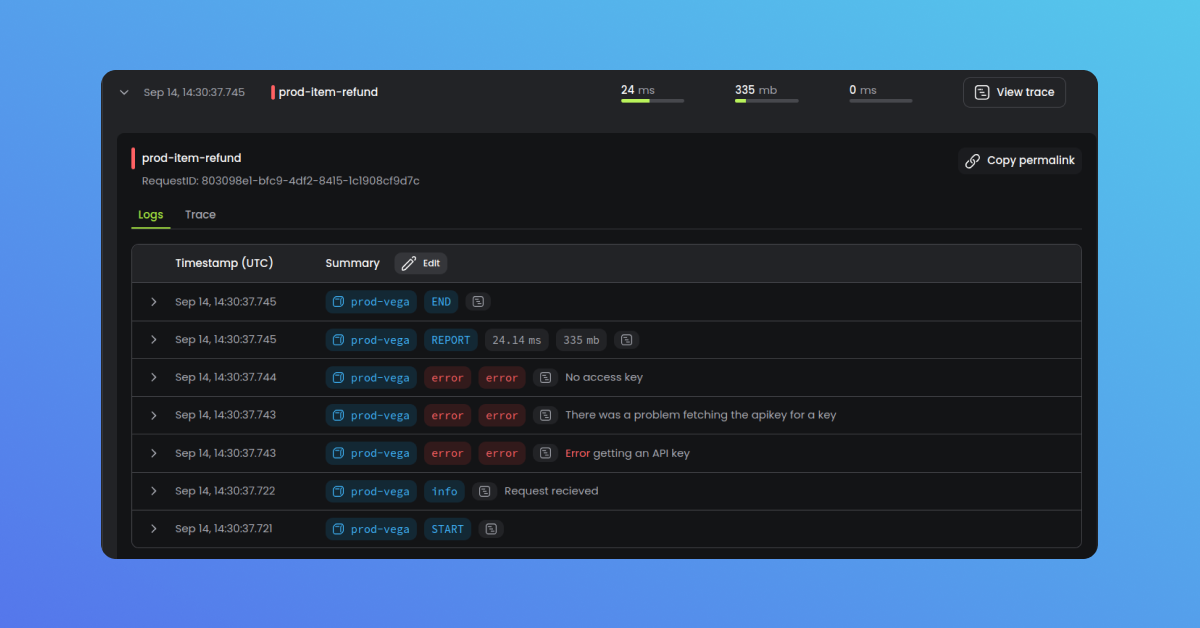 Sep 14, 14:30:37.745 prod-item-refund 24 ms 335 mb 0 ms View trace
prod-item-refund Copy permalink
RequestID: 803098e1-bfc9-4df2-8415-1c1908cf9d7c
Logs Trace
Timestamp (UTC) Summary Edit
Sep 14, 14:30:37.745 prod-vega END
Sep 14, 14:30:37.745 prod-vega REPORT 24.14 ms 335 mb
Sep 14, 14:30:37.744 prod-vega error error No access key
Sep 14, 14:30:37.743 prod-vega error error There was a problem fetching the apikey for a key
Sep 14, 14:30:37.743 prod-vega error error Error getting an API key
Sep 14, 14:30:37.722 prod-vega info Request recieved
Sep 14, 14:30:37.721 prod-vega START